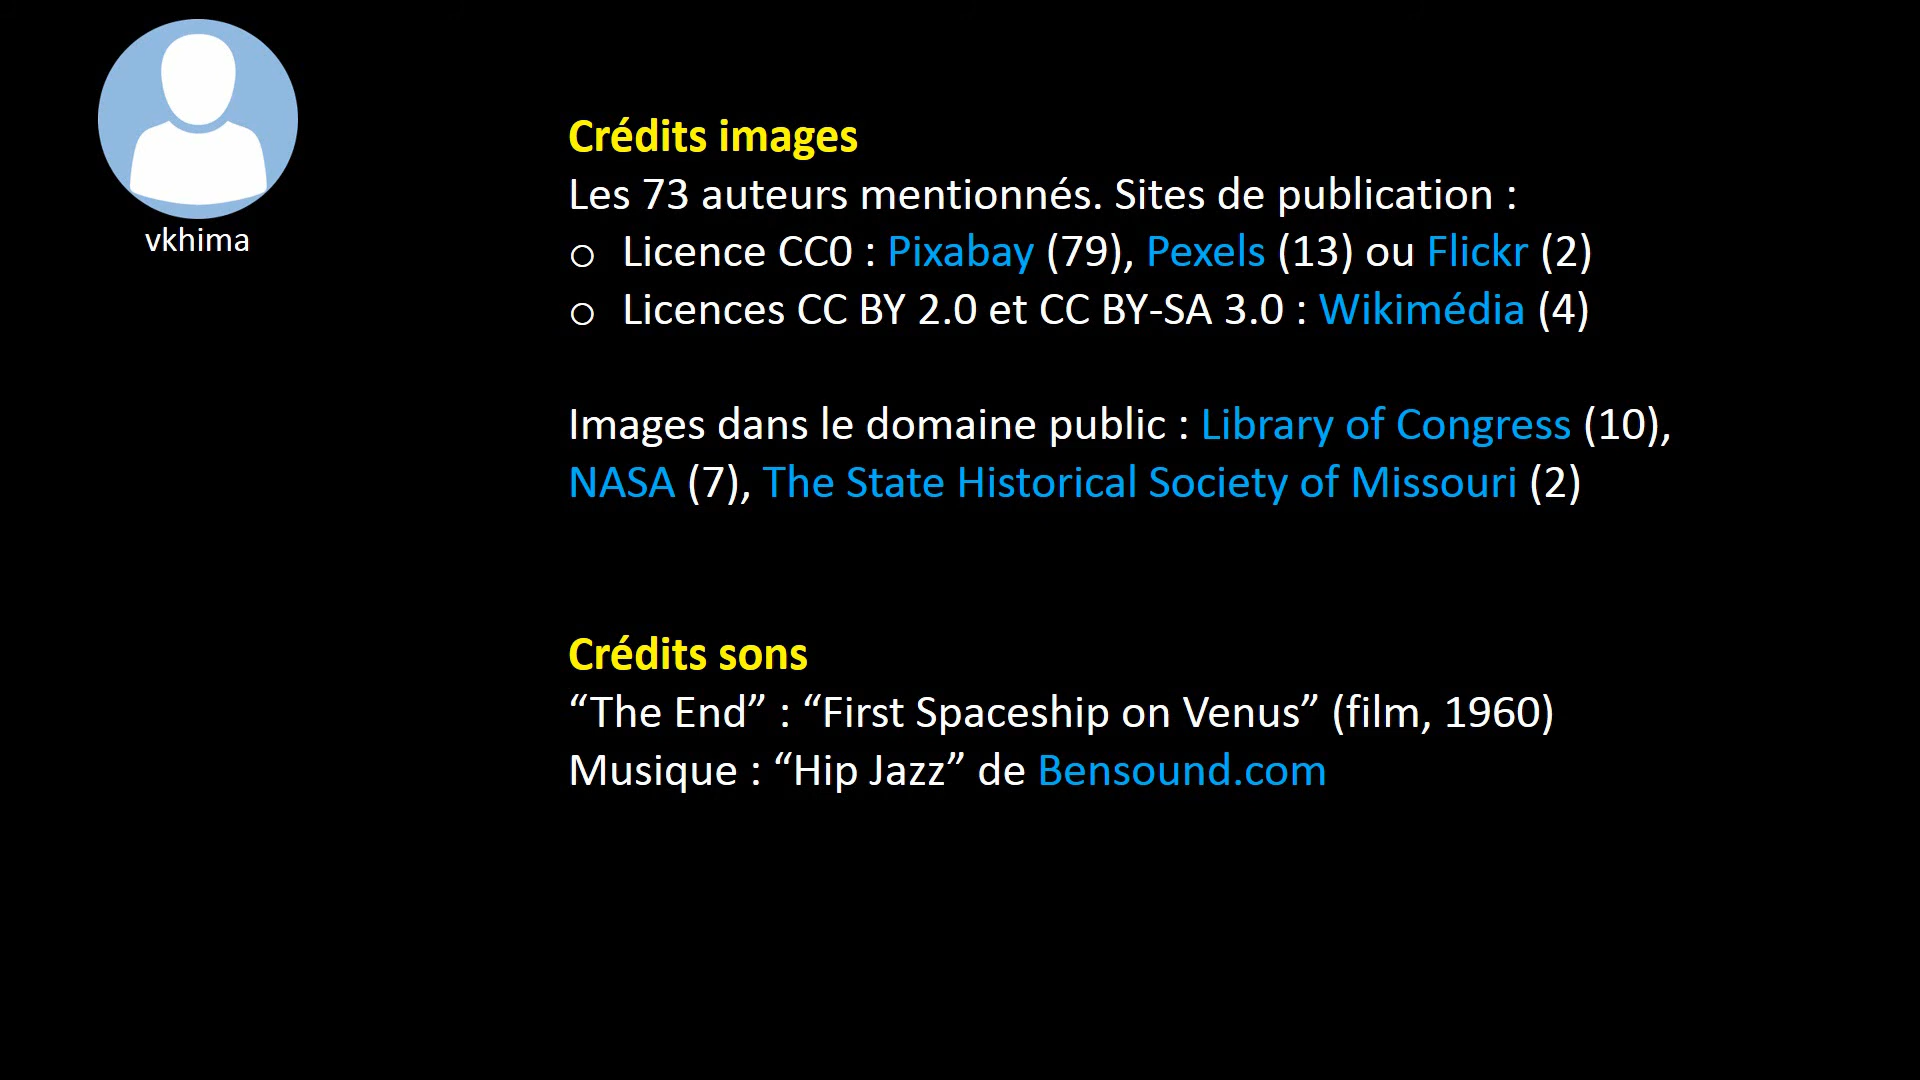 vkhima
Crédits images
Les 73 auteurs mentionnés. Sites de publication :
o Licence CC0 : Pixabay (79), Pexels (13) ou Flickr (2)
o Licences CC BY 2.0 et CC BY-SA 3.0 : Wikimédia (4)
Images dans le domaine public : Library of Congress (10),
NASA (7), The State Historical Society of Missouri (2)
Crédits sons
“The End” : “First Spaceship on Venus” (film, 1960)
Musique : “Hip Jazz” de Bensound.com